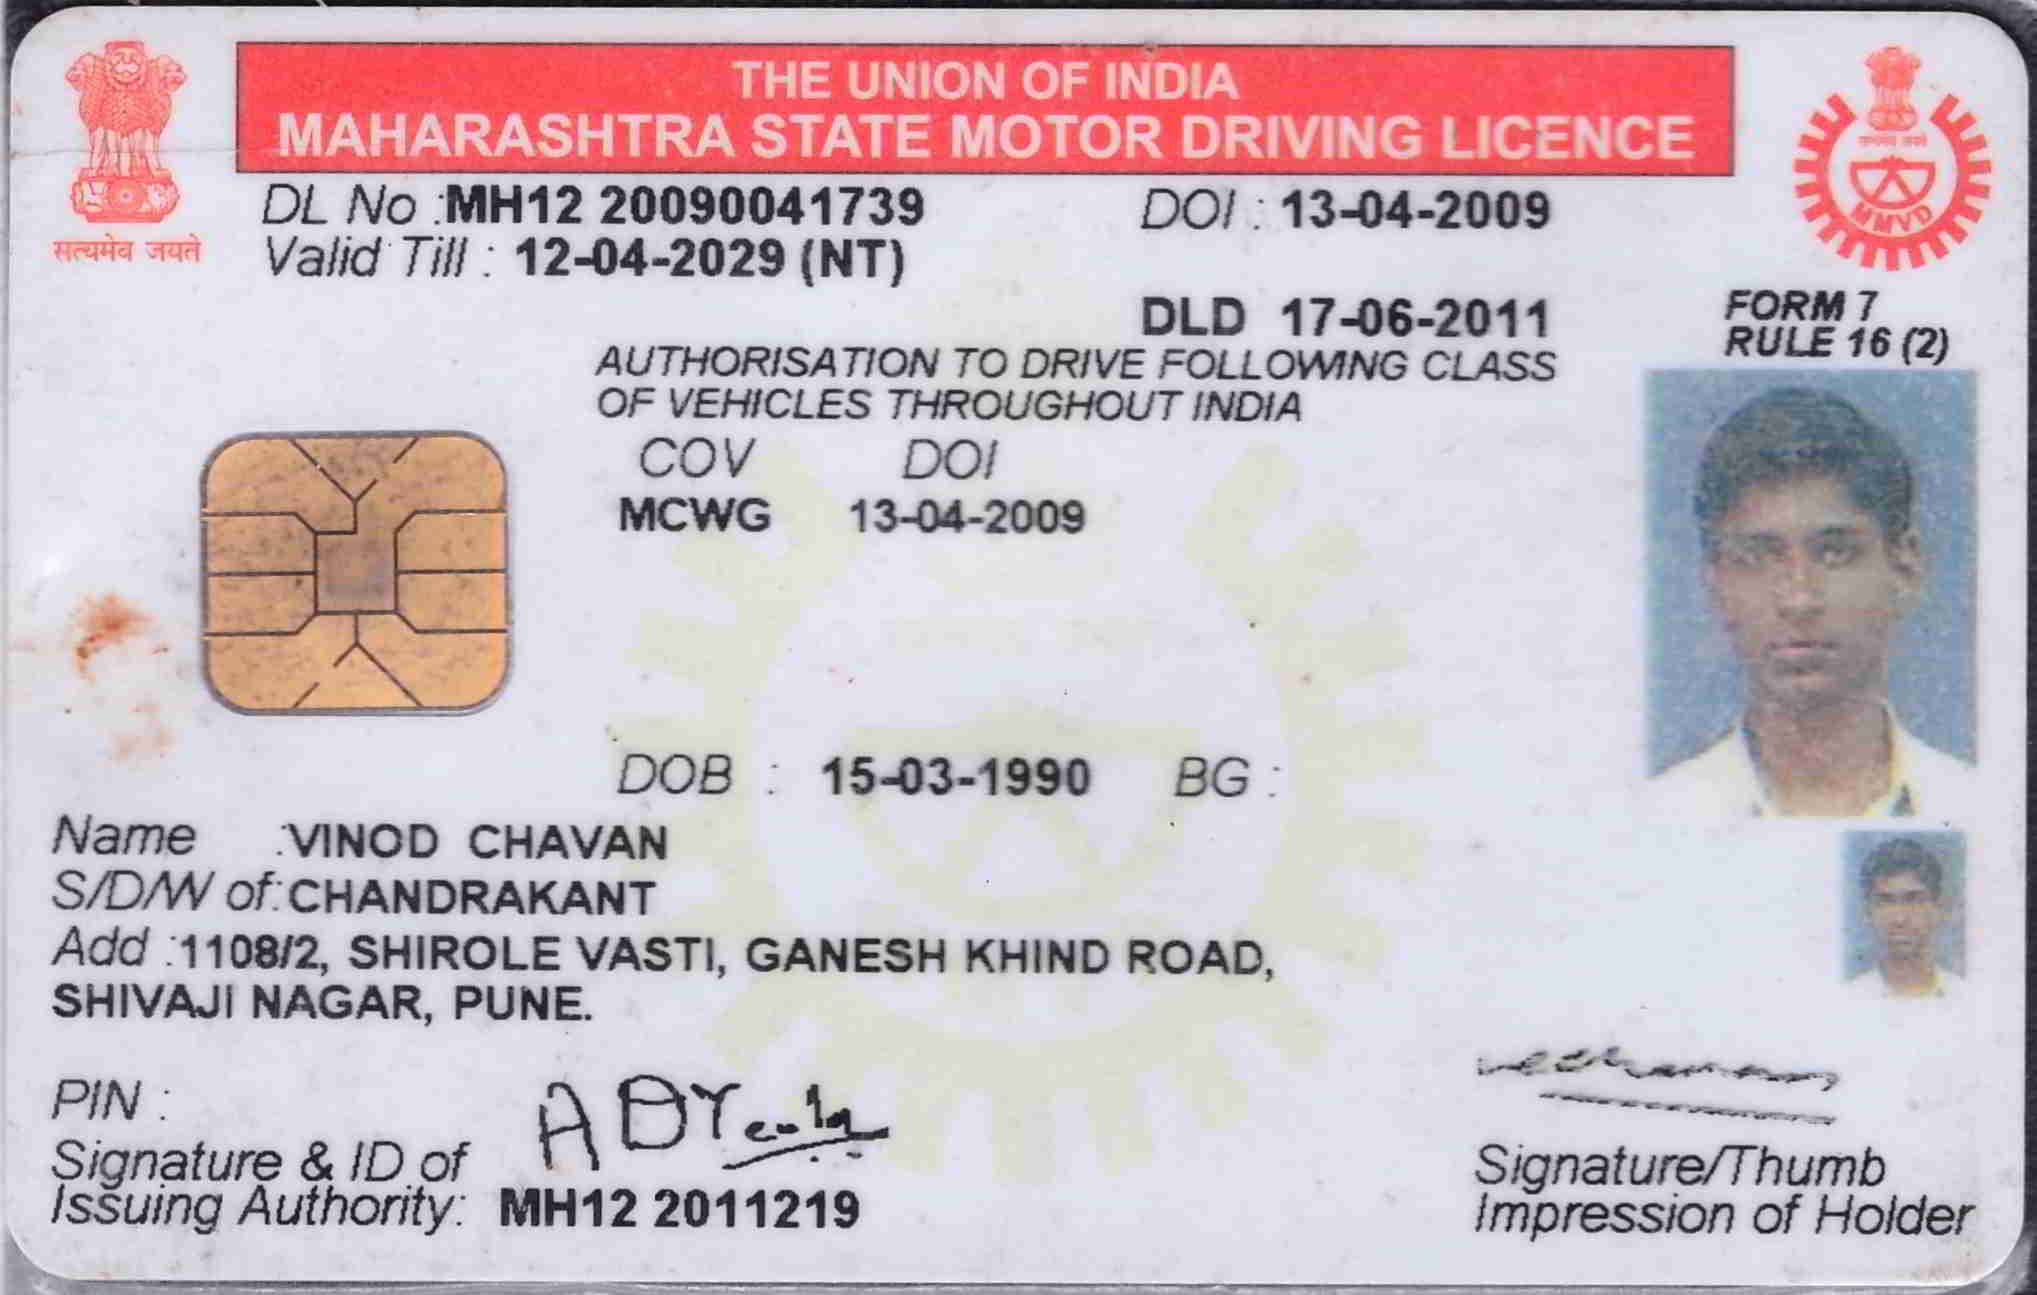 THE UNION OF INDIA
MAHARASHTRA STATE MOTOR DRIVING LICENCE
सत्यमेव जयते
MMVD
DL No :MH12 20090041739 DOI : 13-04-2009
Valid Till : 12-04-2029 (NT)
DLD 17-06-2011
FORM 7
RULE 16 (2)
AUTHORISATION TO DRIVE FOLLOWING CLASS
OF VEHICLES THROUGHOUT INDIA
COV DOI
MCWG 13-04-2009
DOB : 15-03-1990 BG :
Name :VINOD CHAVAN
S/D/W of:CHANDRAKANT
Add :1108/2, SHIROLE VASTI, GANESH KHIND ROAD,
SHIVAJI NAGAR, PUNE.
PIN :
Signature & ID of
Issuing Authority: MH12 2011219
Signature/Thumb
Impression of Holder